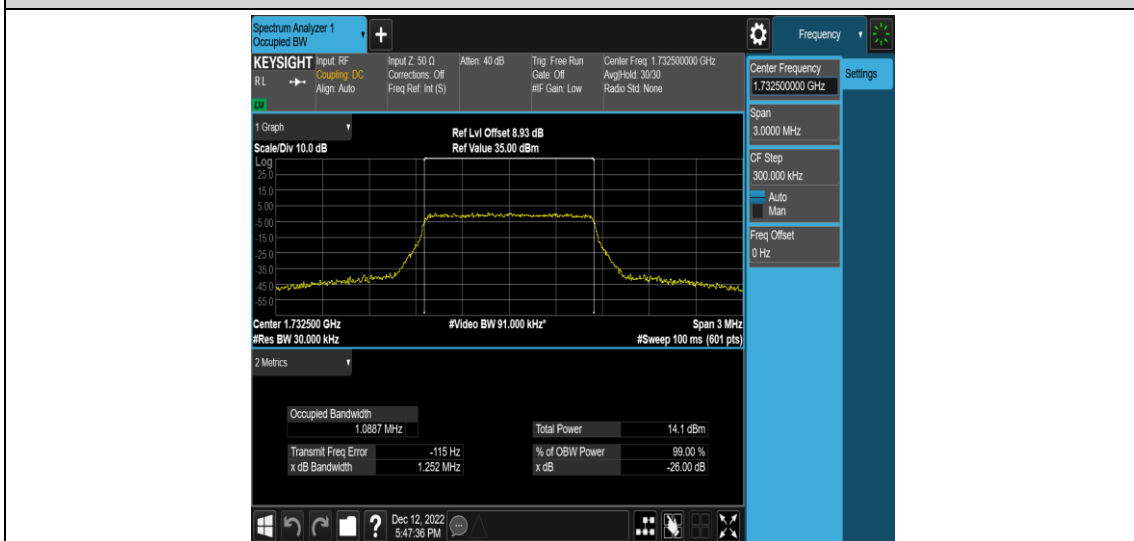 Spectrum Analyzer 1
Occupied BW
+
Frequency
KEYSIGHT
RL
LXI
Input: RF
Coupling: DC
Align: Auto
Input Z: 50 Ω
Corrections: Off
Freq Ref: Int (S)
Atten: 40 dB
Trig: Free Run
Gate: Off
#IF Gain: Low
Center Freq: 1.732500000 GHz
Avg|Hold: 30/30
Radio Std: None
Center Frequency
1.732500000 GHz
Settings
Span
3.0000 MHz
CF Step
300.000 kHz
Auto
Man
Freq Offset
0 Hz
1 Graph
Scale/Div 10.0 dB
Ref Lvl Offset 8.93 dB
Ref Value 35.00 dBm
Log
25.0
15.0
5.00
-5.00
-15.0
-25.0
-35.0
-45.0
-55.0
Center 1.732500 GHz
#Video BW 91.000 kHz*
Span 3 MHz
#Res BW 30.000 kHz
#Sweep 100 ms (601 pts)
2 Metrics
Occupied Bandwidth
1.0887 MHz
Total Power 14.1 dBm
Transmit Freq Error -115 Hz
% of OBW Power 99.00 %
x dB Bandwidth 1.252 MHz
x dB -26.00 dB
?
Dec 12, 2022
5:47:36 PM